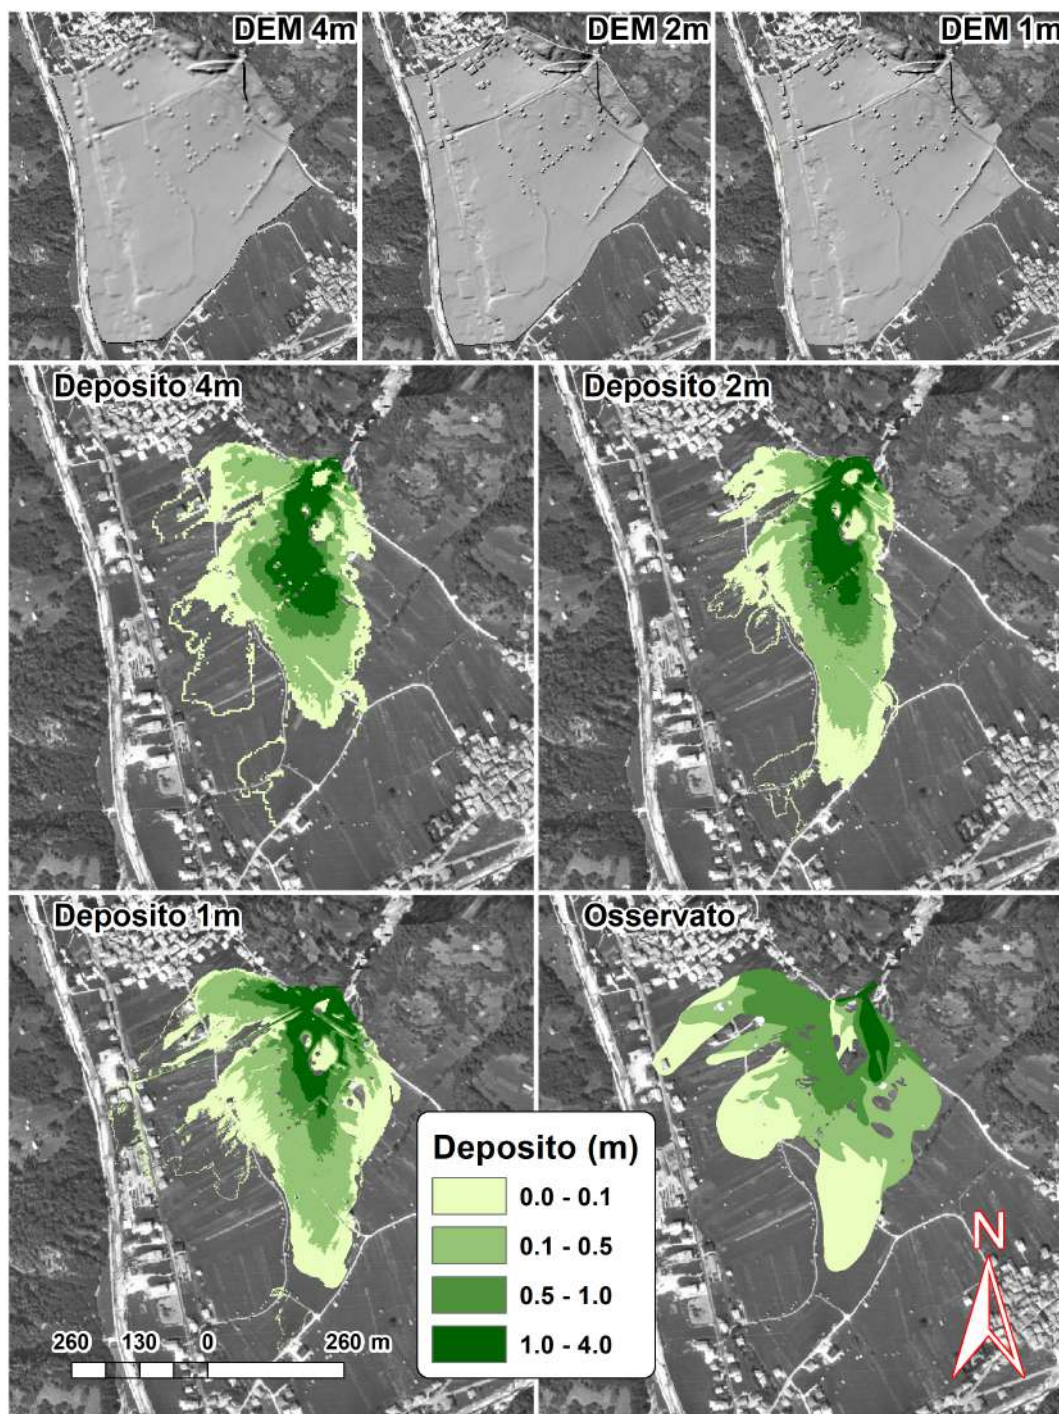 DEM 4m
DEM 2m
DEM 1m
Deposito 4m
Deposito 2m
Deposito 1m
Osservato
Deposito (m)
0.0 - 0.1
0.1 - 0.5
0.5 - 1.0
1.0 - 4.0
N
260 130 0 260 m